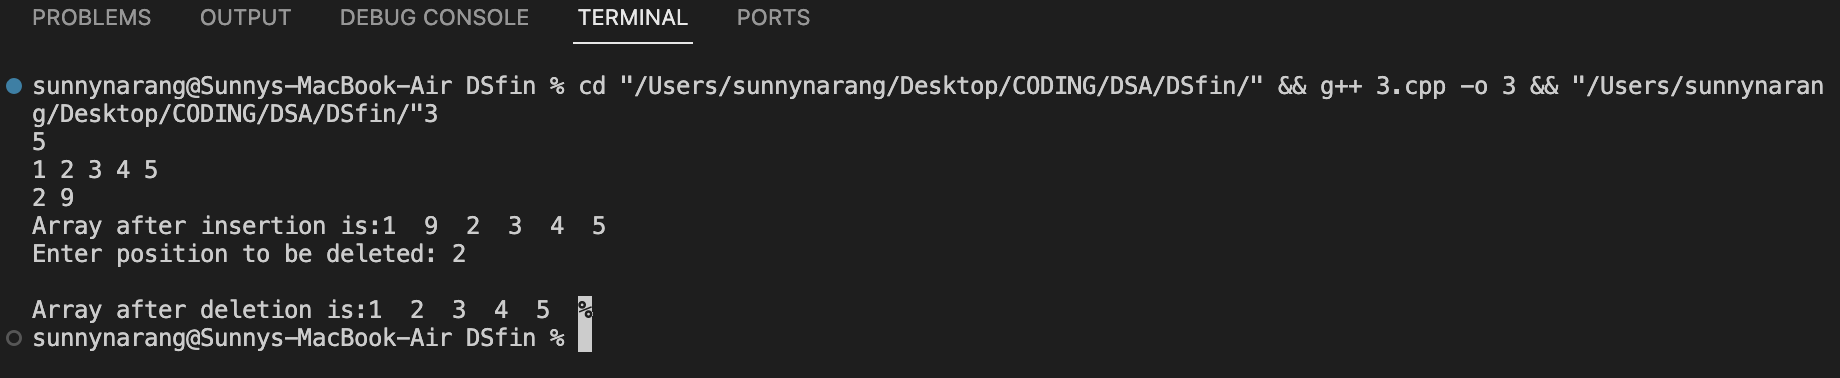 PROBLEMS OUTPUT DEBUG CONSOLE TERMINAL PORTS
sunnynarang@Sunnys-MacBook-Air DSfin % cd "/Users/sunnynarang/Desktop/CODING/DSA/DSfin/" && g++ 3.cpp -o 3 && "/Users/sunnynaran
g/Desktop/CODING/DSA/DSfin/"3
5
1 2 3 4 5
2 9
Array after insertion is:1  9  2  3  4  5
Enter position to be deleted: 2
Array after deletion is:1  2  3  4  5  %
sunnynarang@Sunnys-MacBook-Air DSfin %